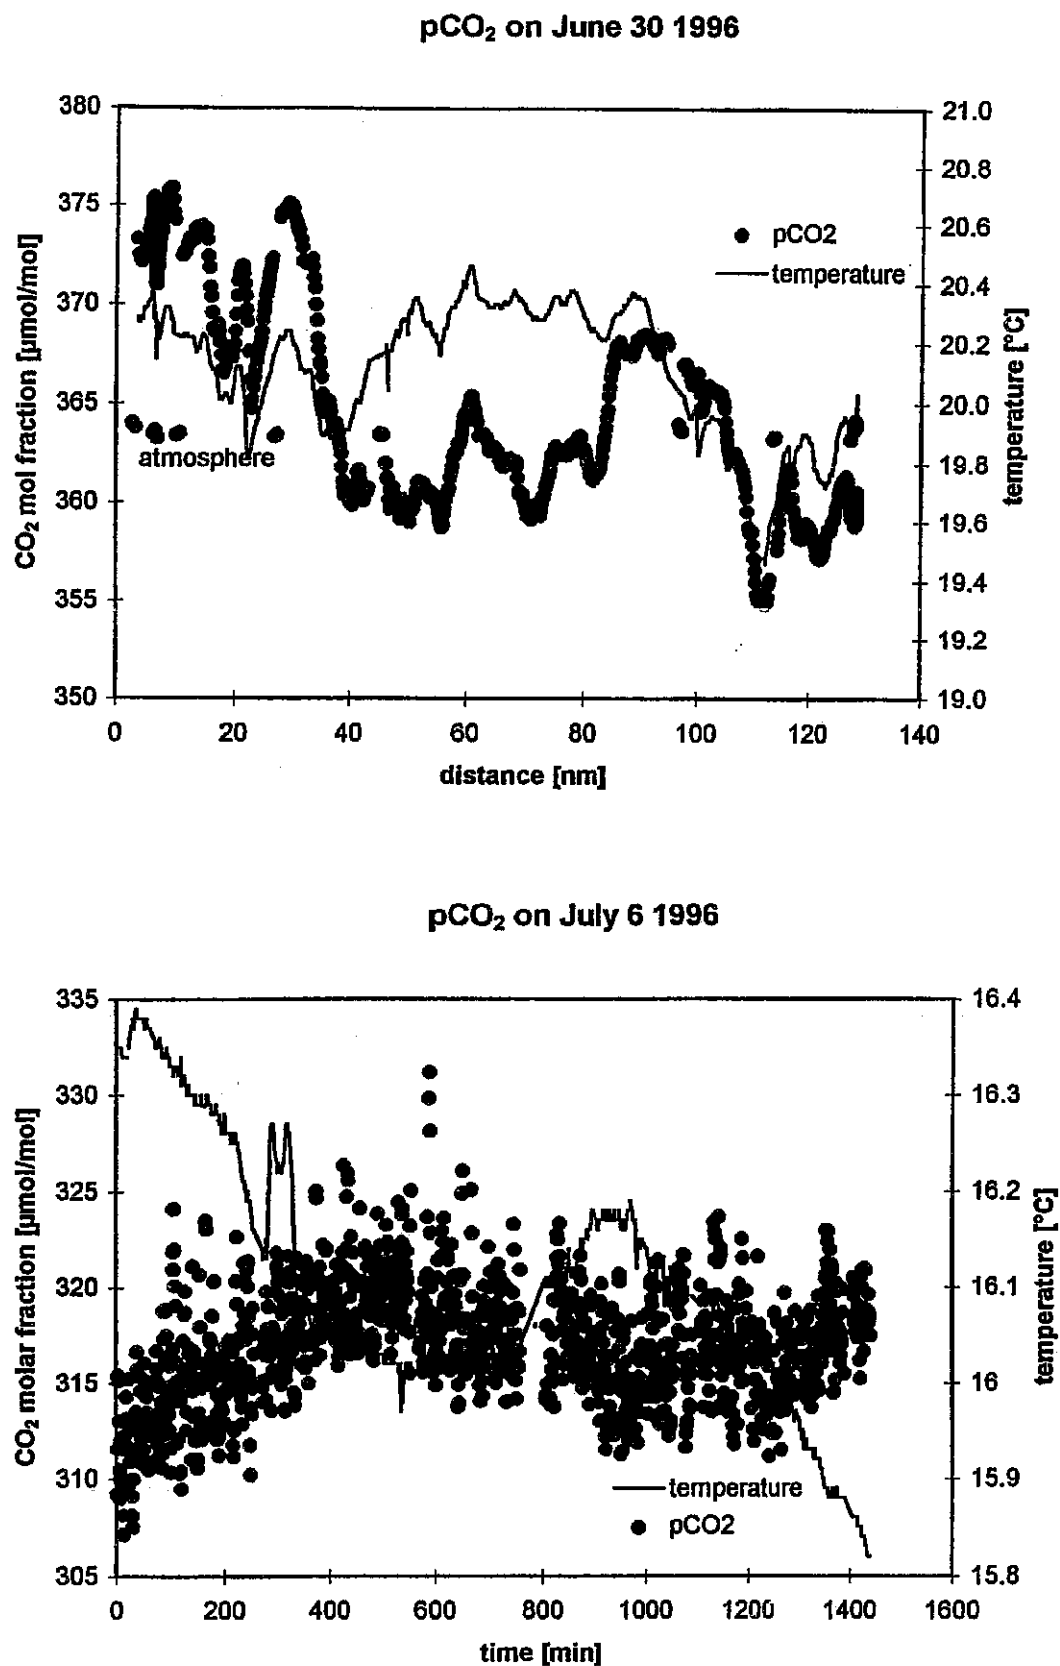 pCO₂ on June 30 1996
380
375
370
365
360
355
350
CO₂ mol fraction [µmol/mol]
21.0
20.8
20.6
20.4
20.2
20.0
19.8
19.6
19.4
19.2
19.0
temperature [°C]
pCO2
temperature
atmosphere
0 20 40 60 80 100 120 140
distance [nm]
pCO₂ on July 6 1996
335
330
325
320
315
310
305
CO₂ molar fraction [µmol/mol]
16.4
16.3
16.2
16.1
16
15.9
15.8
temperature [°C]
temperature
pCO2
0 200 400 600 800 1000 1200 1400 1600
time [min]